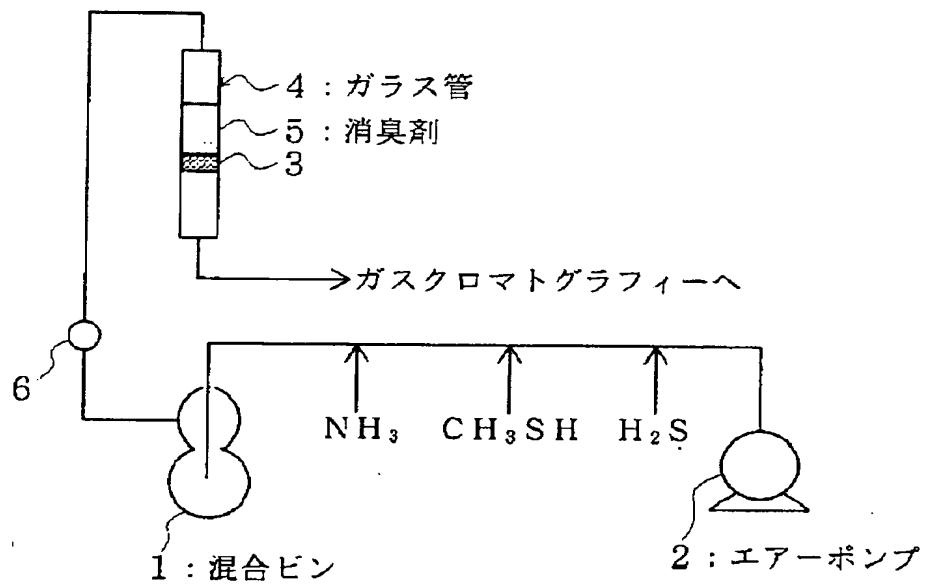 4：ガラス管
5：消臭剤
3
ガスクロマトグラフィーへ
6
NH₃ CH₃SH H₂S
1：混合ビン
2；エアーポンプ